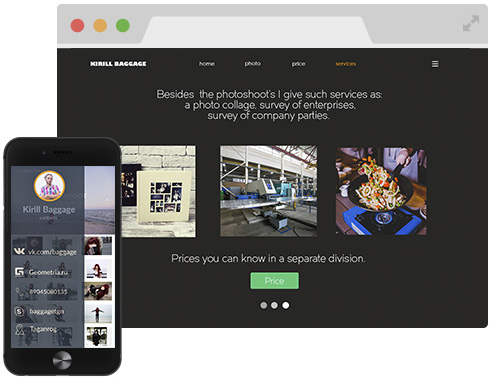 KIRILL BAGGAGE
home photo price services
Besides the photoshoot's I give such services as:
a photo collage, survey of enterprises,
survey of company parties.
Prices you can know in a separate division.
Price
Kirill Baggage
vk.com/baggage
Geometria.ru
89045080135
baggagetgn
Taganrog